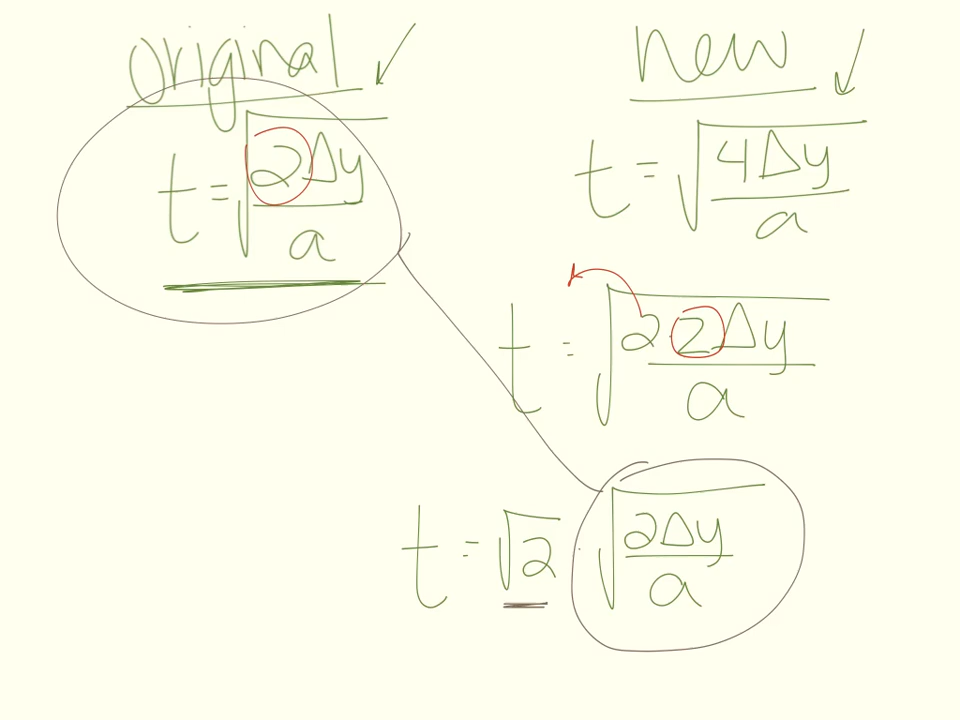 original
new
t = √(2Δy/a)
t = √(4Δy/a)
t = √(2·2Δy/a)
t = √2 · √(2Δy/a)